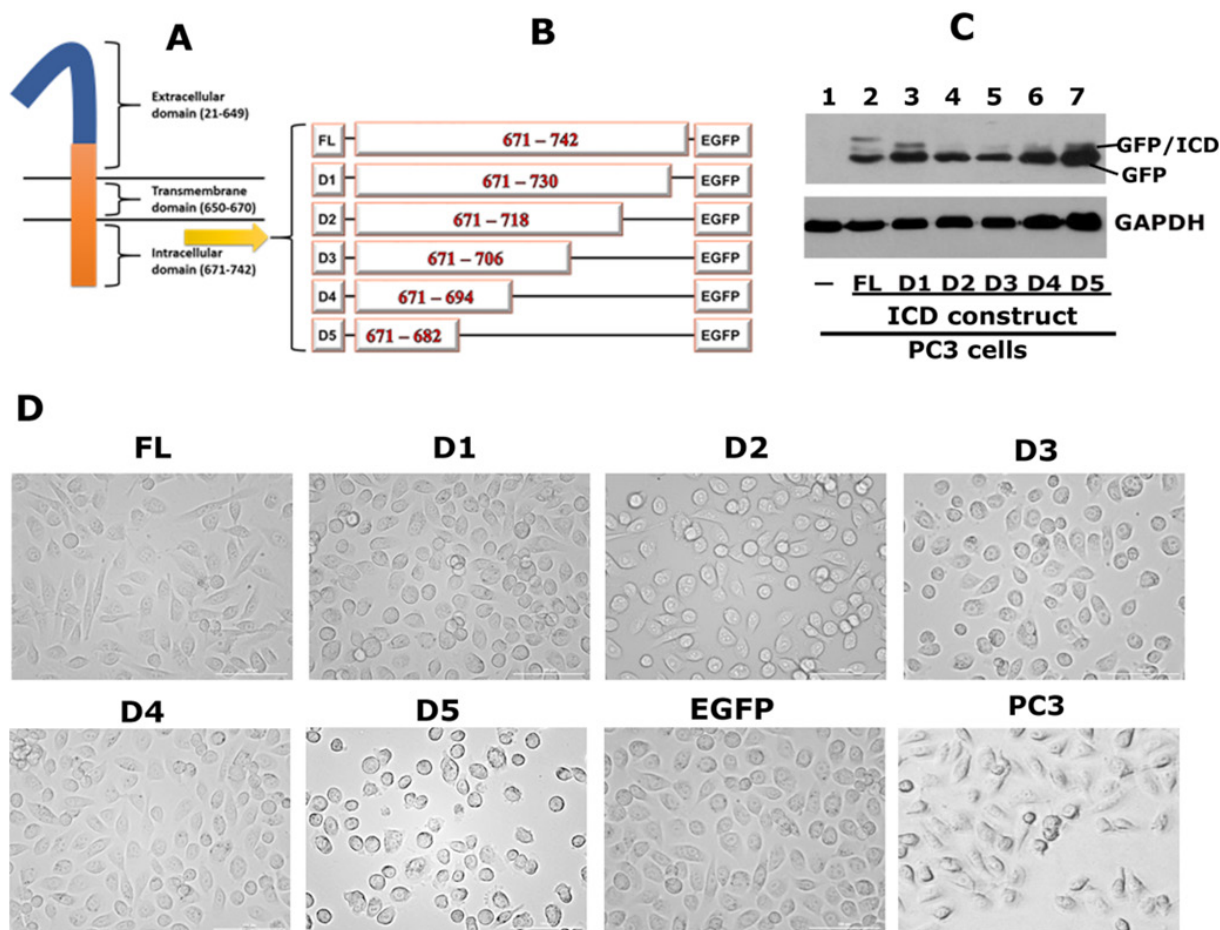 A
Extracellular
domain (21-649)
Transmembrane
domain (650-670)
Intracellular
domain (671-742)
B
FL 671 – 742 EGFP
D1 671 – 730 EGFP
D2 671 – 718 EGFP
D3 671 – 706 EGFP
D4 671 – 694 EGFP
D5 671 – 682 EGFP
C
1 2 3 4 5 6 7
GFP/ICD
GFP
GAPDH
– FL D1 D2 D3 D4 D5
ICD construct
PC3 cells
D
FL D1 D2 D3
D4 D5 EGFP PC3